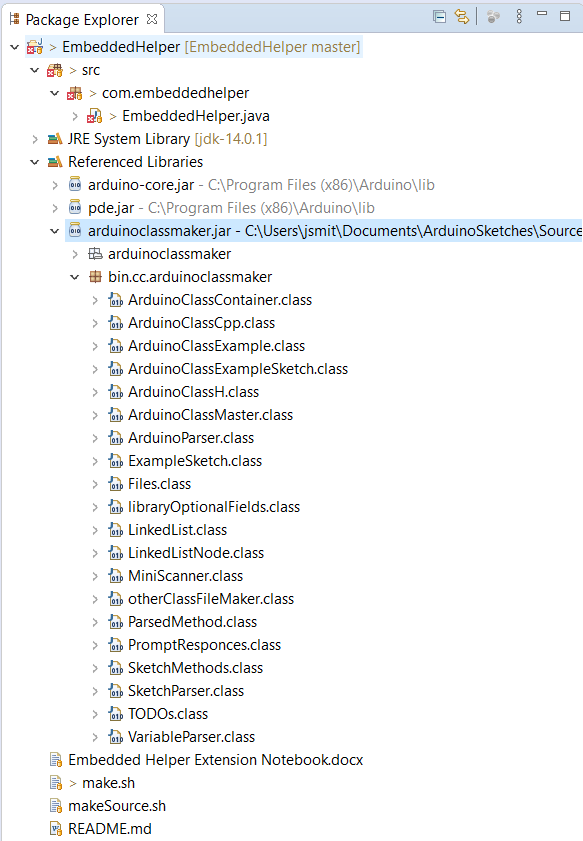 Package Explorer
> EmbeddedHelper [EmbeddedHelper master]
> src
> com.embeddedhelper
> EmbeddedHelper.java
JRE System Library [jdk-14.0.1]
Referenced Libraries
arduino-core.jar - C:\Program Files (x86)\Arduino\lib
pde.jar - C:\Program Files (x86)\Arduino\lib
arduinoclassmaker.jar - C:\Users\jsmit\Documents\ArduinoSketches\Source
arduinoclassmaker
bin.cc.arduinoclassmaker
ArduinoClassContainer.class
ArduinoClassCpp.class
ArduinoClassExample.class
ArduinoClassExampleSketch.class
ArduinoClassH.class
ArduinoClassMaster.class
ArduinoParser.class
ExampleSketch.class
Files.class
libraryOptionalFields.class
LinkedList.class
LinkedListNode.class
MiniScanner.class
otherClassFileMaker.class
ParsedMethod.class
PromptResponces.class
SketchMethods.class
SketchParser.class
TODOs.class
VariableParser.class
Embedded Helper Extension Notebook.docx
> make.sh
makeSource.sh
README.md